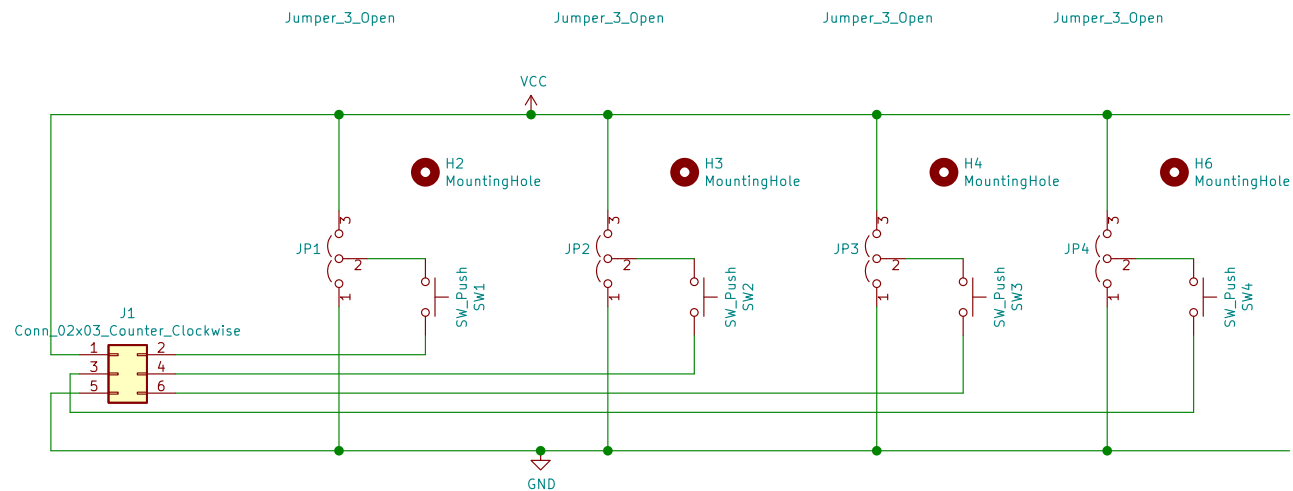 Jumper_3_Open Jumper_3_Open Jumper_3_Open Jumper_3_Open
VCC
H2 H3 H4 H6
MountingHole MountingHole MountingHole MountingHole
3 3 3 3
JP1 JP2 JP3 JP4
2 2 2 2
1 1 1 1
SW_Push SW_Push SW_Push SW_Push
SW1 SW2 SW3 SW4
J1
Conn_02x03_Counter_Clockwise
1 2
3 4
5 6
GND